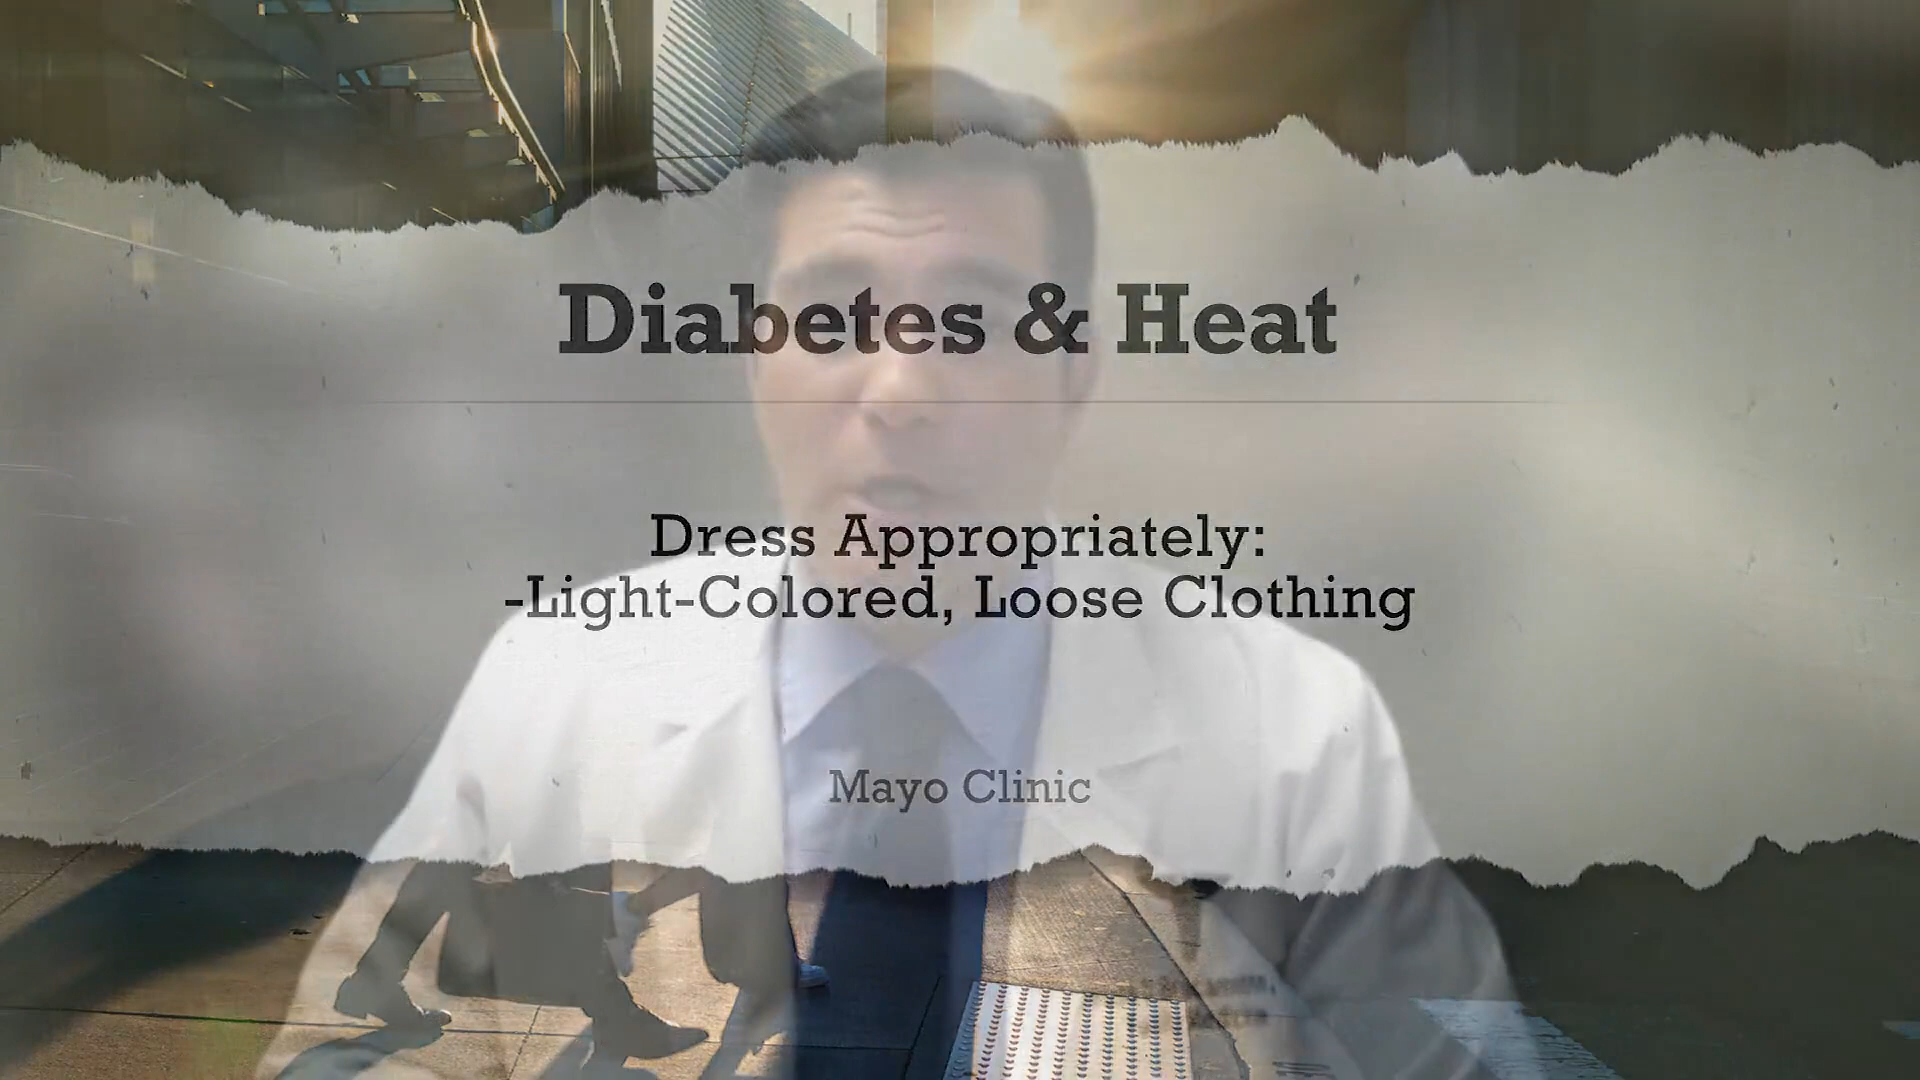 Diabetes & Heat
Dress Appropriately:
-Light-Colored, Loose Clothing
Mayo Clinic